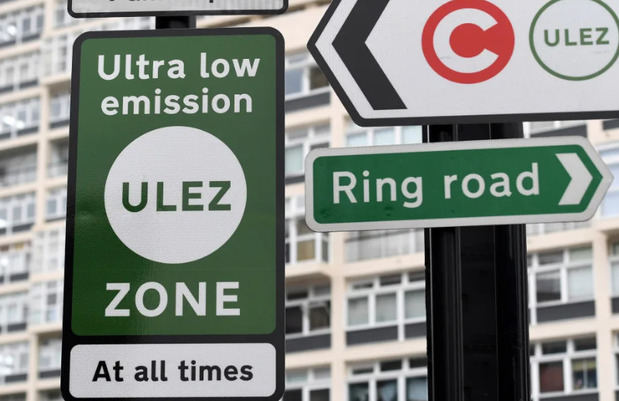 Ultra low
emission
ULEZ
ZONE
At all times
C
ULEZ
Ring road